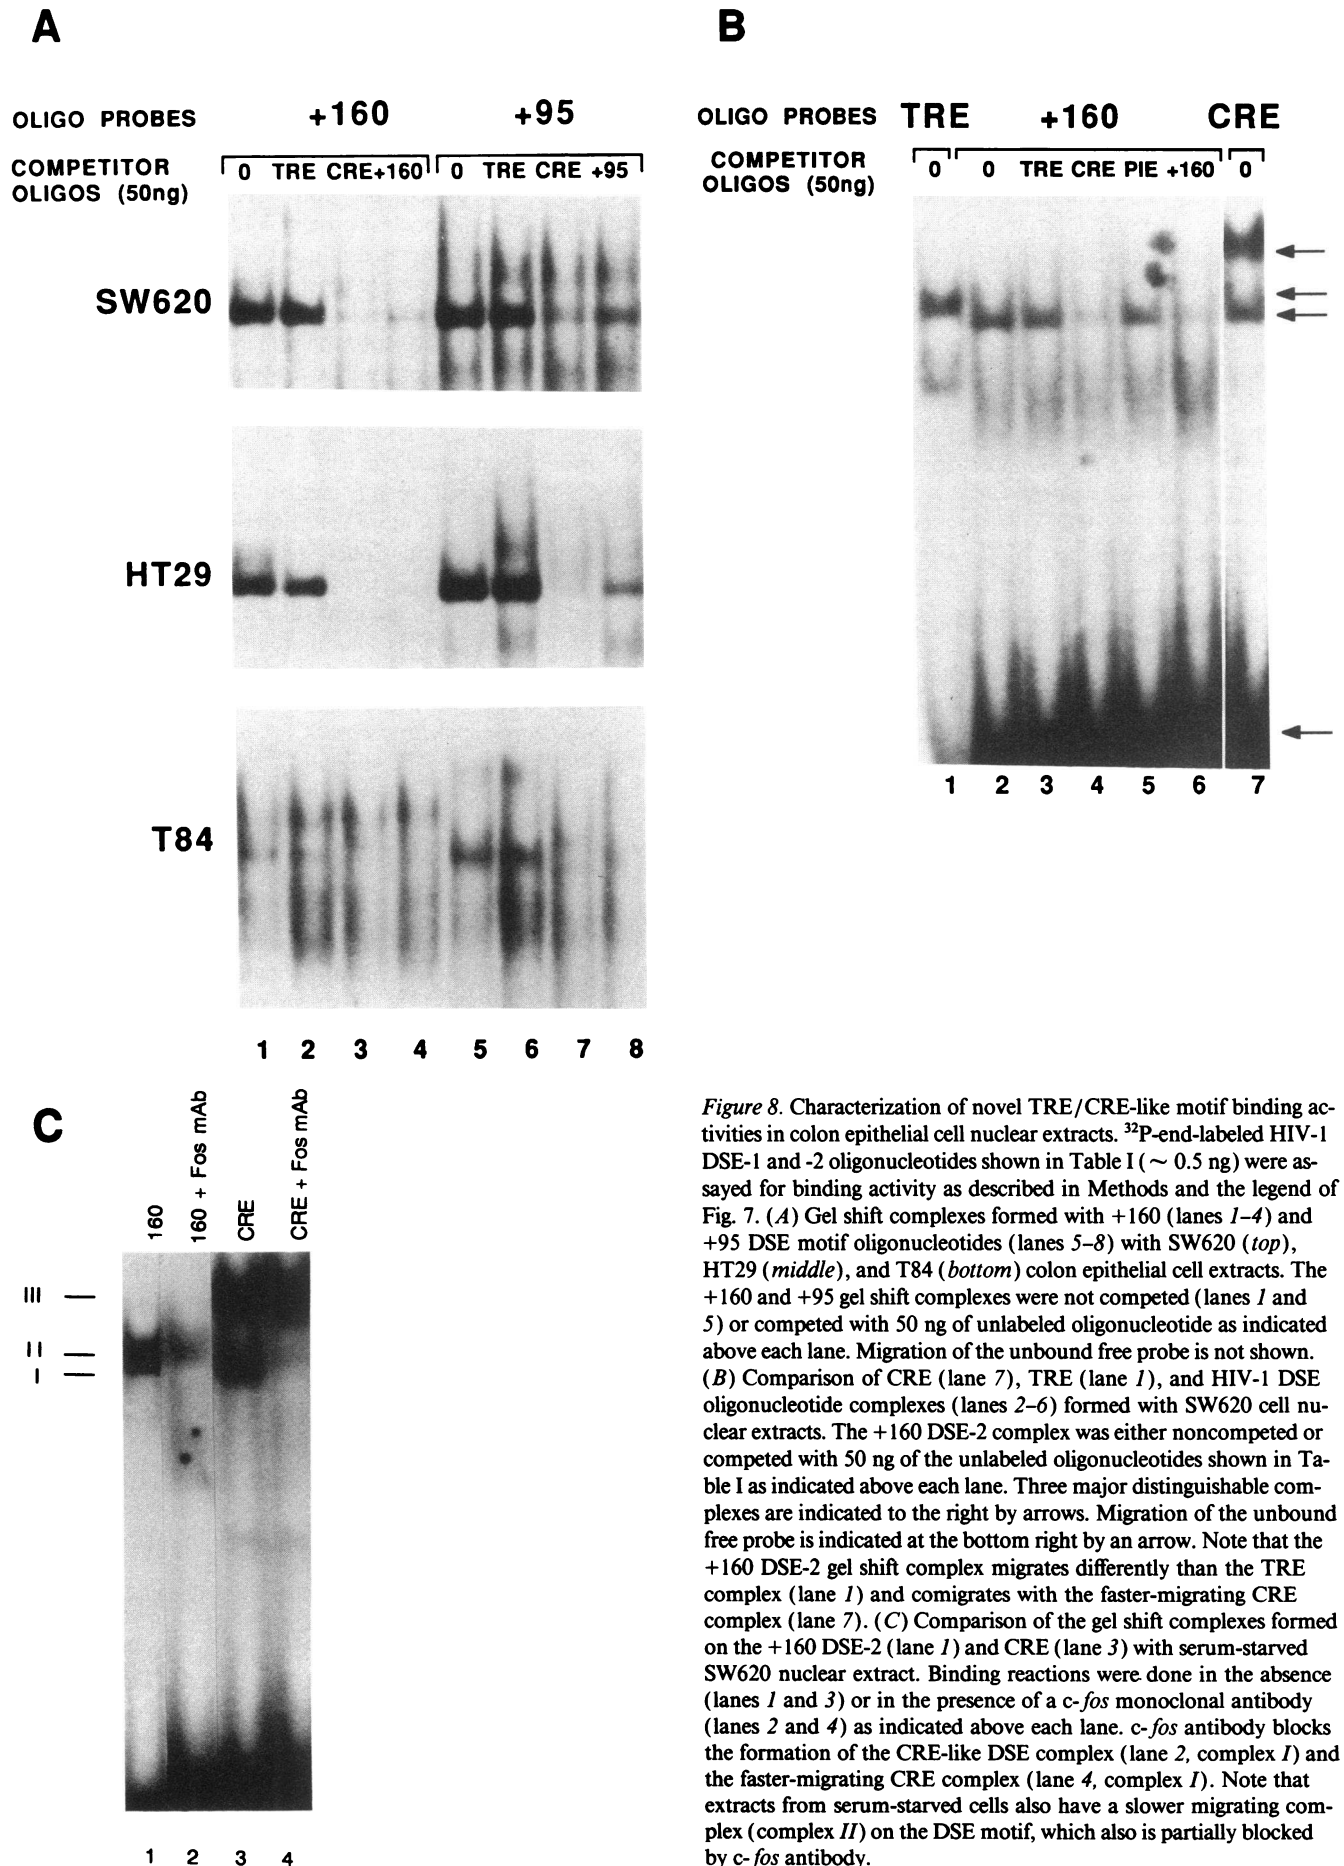 A
OLIGO PROBES +160 +95
COMPETITOR OLIGOS (50ng) 0 TRE CRE+160 0 TRE CRE +95
SW620
HT29
T84
1 2 3 4 5 6 7 8
B
OLIGO PROBES TRE +160 CRE
COMPETITOR OLIGOS (50ng) 0 0 TRE CRE PIE +160 0
1 2 3 4 5 6 7
C
160
160 + Fos mAb
CRE
CRE + Fos mAb
III
II
I
1 2 3 4
Figure 8. Characterization of novel TRE/CRE-like motif binding ac-
tivities in colon epithelial cell nuclear extracts. ³²P-end-labeled HIV-1
DSE-1 and -2 oligonucleotides shown in Table I (~ 0.5 ng) were as-
sayed for binding activity as described in Methods and the legend of
Fig. 7. (A) Gel shift complexes formed with +160 (lanes 1–4) and
+95 DSE motif oligonucleotides (lanes 5–8) with SW620 (top),
HT29 (middle), and T84 (bottom) colon epithelial cell extracts. The
+160 and +95 gel shift complexes were not competed (lanes 1 and
5) or competed with 50 ng of unlabeled oligonucleotide as indicated
above each lane. Migration of the unbound free probe is not shown.
(B) Comparison of CRE (lane 7), TRE (lane 1), and HIV-1 DSE
oligonucleotide complexes (lanes 2–6) formed with SW620 cell nu-
clear extracts. The +160 DSE-2 complex was either noncompeted or
competed with 50 ng of the unlabeled oligonucleotides shown in Ta-
ble I as indicated above each lane. Three major distinguishable com-
plexes are indicated to the right by arrows. Migration of the unbound
free probe is indicated at the bottom right by an arrow. Note that the
+160 DSE-2 gel shift complex migrates differently than the TRE
complex (lane 1) and comigrates with the faster-migrating CRE
complex (lane 7). (C) Comparison of the gel shift complexes formed
on the +160 DSE-2 (lane 1) and CRE (lane 3) with serum-starved
SW620 nuclear extract. Binding reactions were done in the absence
(lanes 1 and 3) or in the presence of a c-fos monoclonal antibody
(lanes 2 and 4) as indicated above each lane. c-fos antibody blocks
the formation of the CRE-like DSE complex (lane 2, complex I) and
the faster-migrating CRE complex (lane 4, complex I). Note that
extracts from serum-starved cells also have a slower migrating com-
plex (complex II) on the DSE motif, which also is partially blocked
by c-fos antibody.